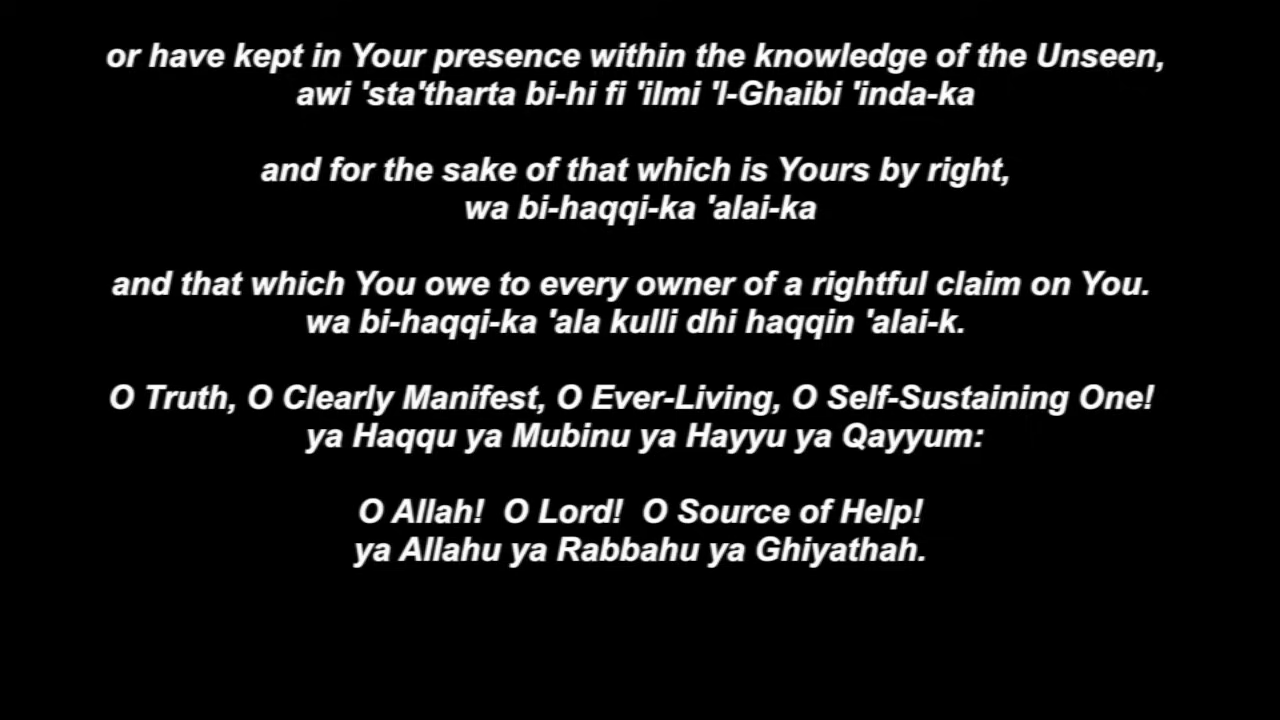 or have kept in Your presence within the knowledge of the Unseen,
awi 'sta'tharta bi-hi fi 'ilmi 'l-Ghaibi 'inda-ka
and for the sake of that which is Yours by right,
wa bi-haqqi-ka 'alai-ka
and that which You owe to every owner of a rightful claim on You.
wa bi-haqqi-ka 'ala kulli dhi haqqin 'alai-k.
O Truth, O Clearly Manifest, O Ever-Living, O Self-Sustaining One!
ya Haqqu ya Mubinu ya Hayyu ya Qayyum:
O Allah!  O Lord!  O Source of Help!
ya Allahu ya Rabbahu ya Ghiyathah.